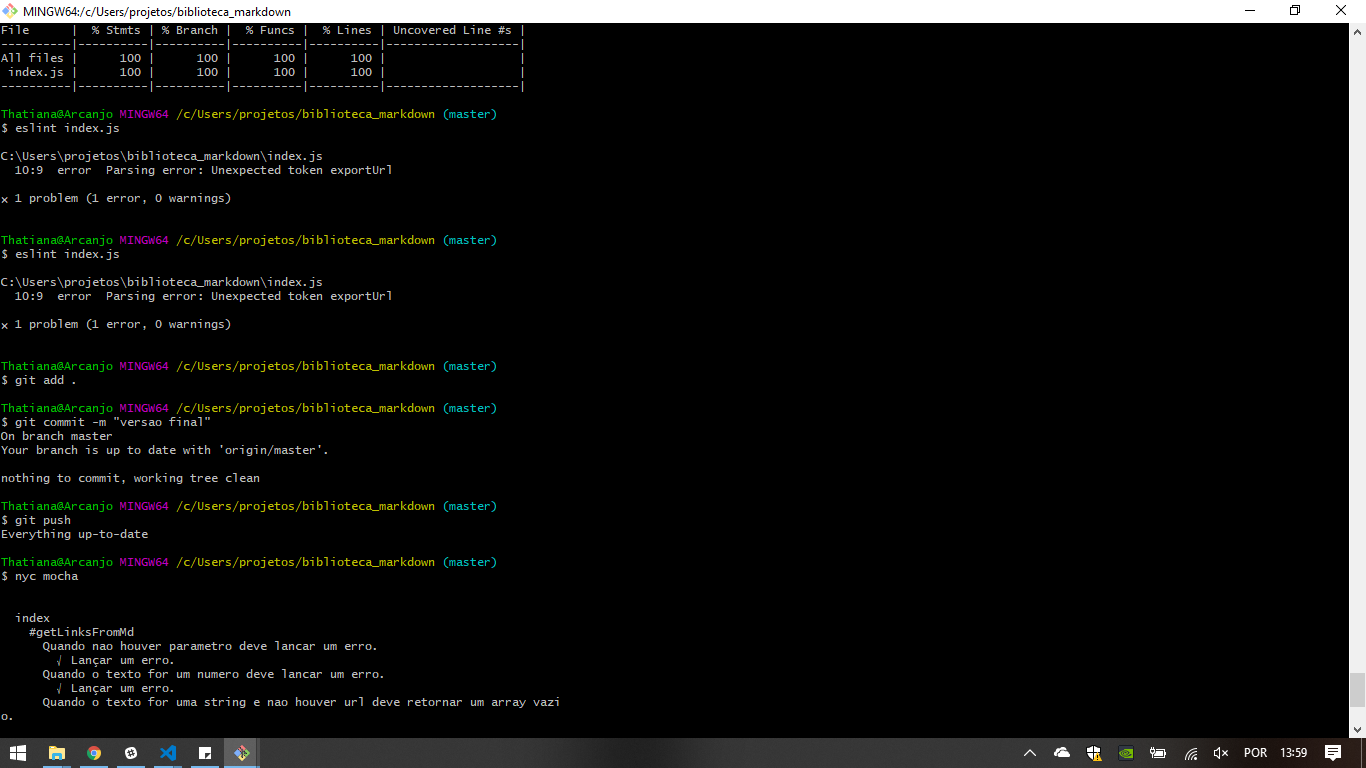 MINGW64:/c/Users/projetos/biblioteca_markdown
File      |  % Stmts | % Branch |  % Funcs |  % Lines | Uncovered Line #s |
----------|----------|----------|----------|----------|-------------------|
All files |      100 |      100 |      100 |      100 |                   |
 index.js |      100 |      100 |      100 |      100 |                   |
----------|----------|----------|----------|----------|-------------------|
Thatiana@Arcanjo MINGW64 /c/Users/projetos/biblioteca_markdown (master)
$ eslint index.js
C:\Users\projetos\biblioteca_markdown\index.js
  10:9  error  Parsing error: Unexpected token exportUrl
× 1 problem (1 error, 0 warnings)
Thatiana@Arcanjo MINGW64 /c/Users/projetos/biblioteca_markdown (master)
$ eslint index.js
C:\Users\projetos\biblioteca_markdown\index.js
  10:9  error  Parsing error: Unexpected token exportUrl
× 1 problem (1 error, 0 warnings)
Thatiana@Arcanjo MINGW64 /c/Users/projetos/biblioteca_markdown (master)
$ git add .
Thatiana@Arcanjo MINGW64 /c/Users/projetos/biblioteca_markdown (master)
$ git commit -m "versao final"
On branch master
Your branch is up to date with 'origin/master'.
nothing to commit, working tree clean
Thatiana@Arcanjo MINGW64 /c/Users/projetos/biblioteca_markdown (master)
$ git push
Everything up-to-date
Thatiana@Arcanjo MINGW64 /c/Users/projetos/biblioteca_markdown (master)
$ nyc mocha
  index
    #getLinksFromMd
      Quando nao houver parametro deve lancar um erro.
        √ Lançar um erro.
      Quando o texto for um numero deve lancar um erro.
        √ Lançar um erro.
      Quando o texto for uma string e nao houver url deve retornar um array vazi
o.
POR 13:59